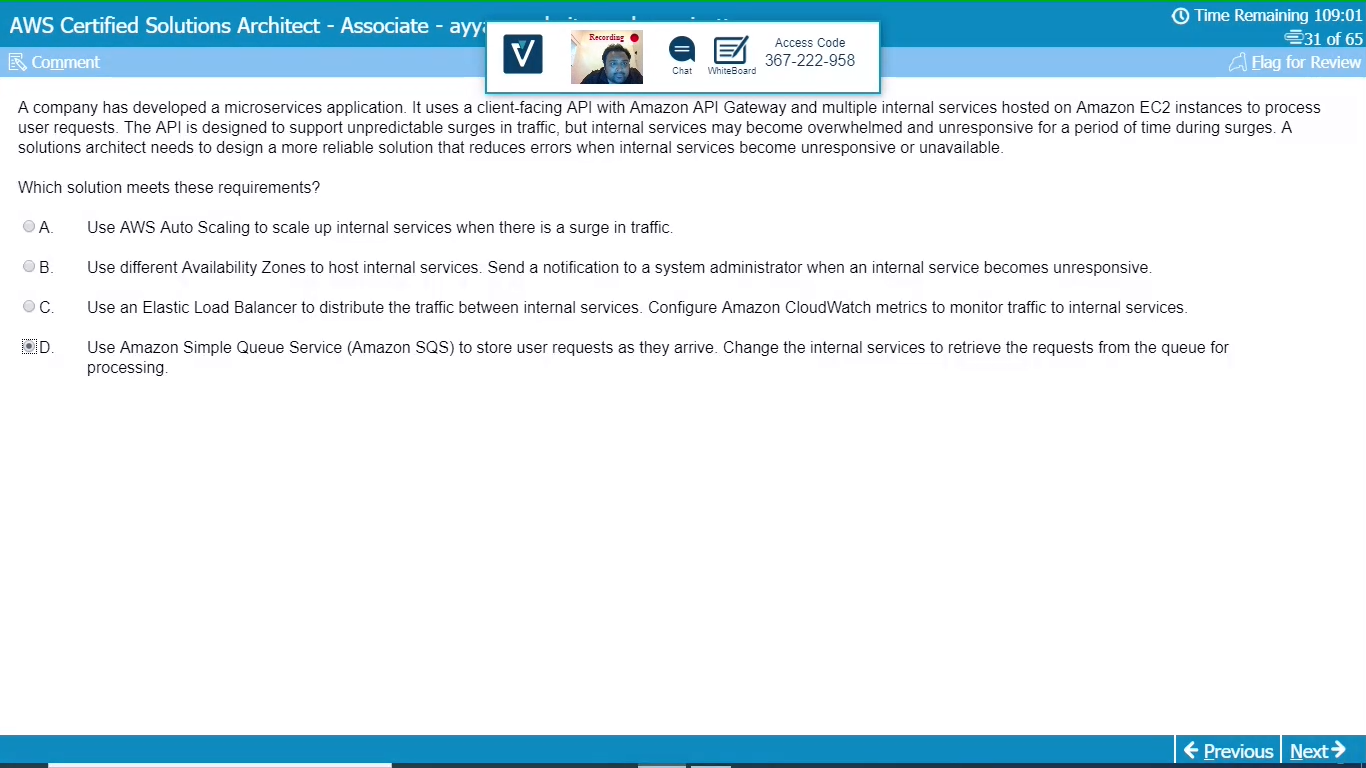 AWS Certified Solutions Architect - Associate - ayya
Time Remaining 109:01
31 of 65
Comment
Flag for Review
Recording
Chat
WhiteBoard
Access Code
367-222-958
A company has developed a microservices application. It uses a client-facing API with Amazon API Gateway and multiple internal services hosted on Amazon EC2 instances to process
user requests. The API is designed to support unpredictable surges in traffic, but internal services may become overwhelmed and unresponsive for a period of time during surges. A
solutions architect needs to design a more reliable solution that reduces errors when internal services become unresponsive or unavailable.
Which solution meets these requirements?
A. Use AWS Auto Scaling to scale up internal services when there is a surge in traffic.
B. Use different Availability Zones to host internal services. Send a notification to a system administrator when an internal service becomes unresponsive.
C. Use an Elastic Load Balancer to distribute the traffic between internal services. Configure Amazon CloudWatch metrics to monitor traffic to internal services.
D. Use Amazon Simple Queue Service (Amazon SQS) to store user requests as they arrive. Change the internal services to retrieve the requests from the queue for
processing.
Previous
Next